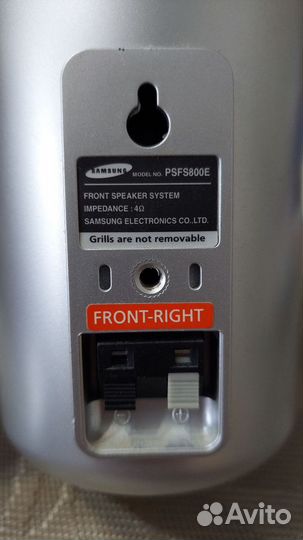 SAMSUNG MODEL NO. PSFS800E
FRONT SPEAKER SYSTEM
IMPEDANCE : 4Ω
SAMSUNG ELECTRONICS CO.,LTD.
Grills are not removable
FRONT-RIGHT
Avito